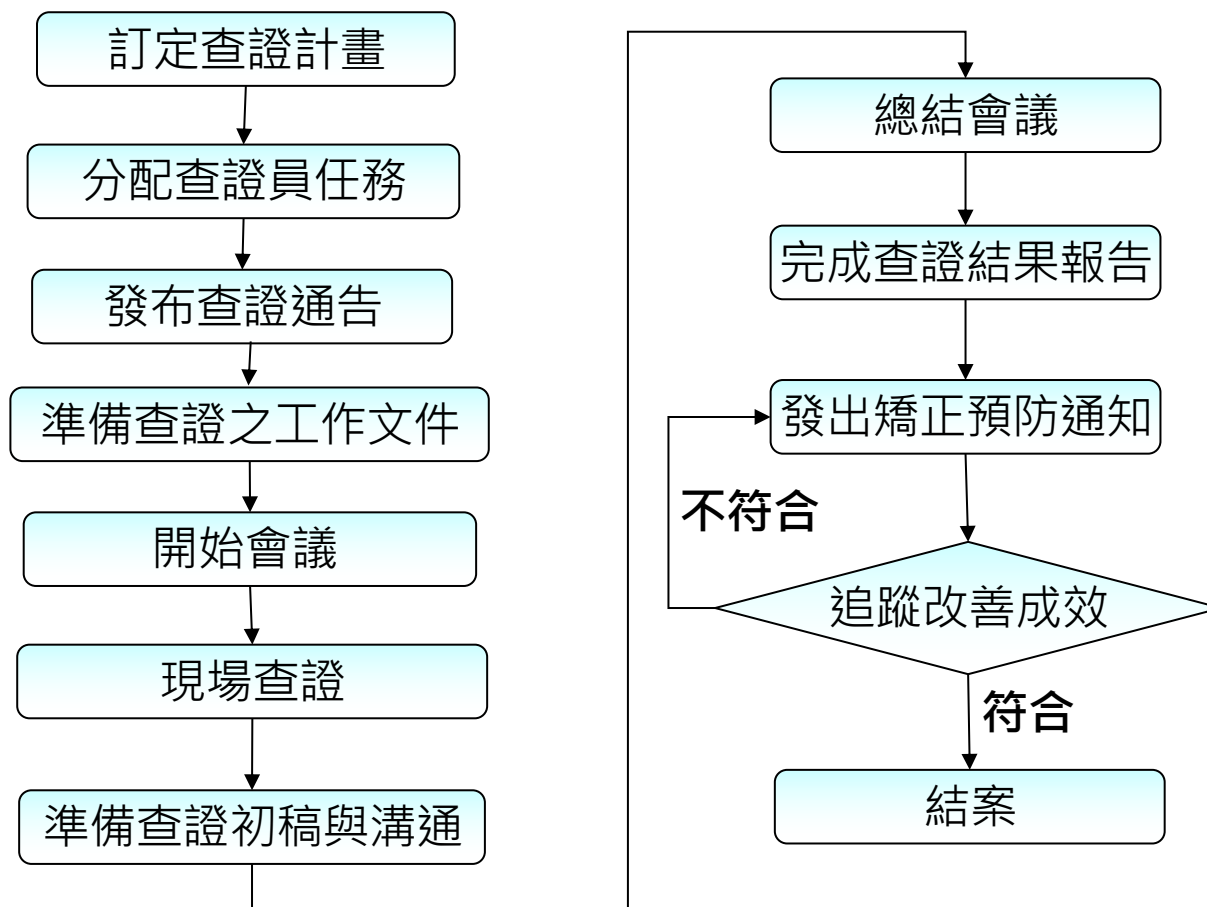 訂定查證計畫
分配查證員任務
發布查證通告
準備查證之工作文件
開始會議
現場查證
準備查證初稿與溝通
總結會議
完成查證結果報告
發出矯正預防通知
不符合
追蹤改善成效
符合
結案